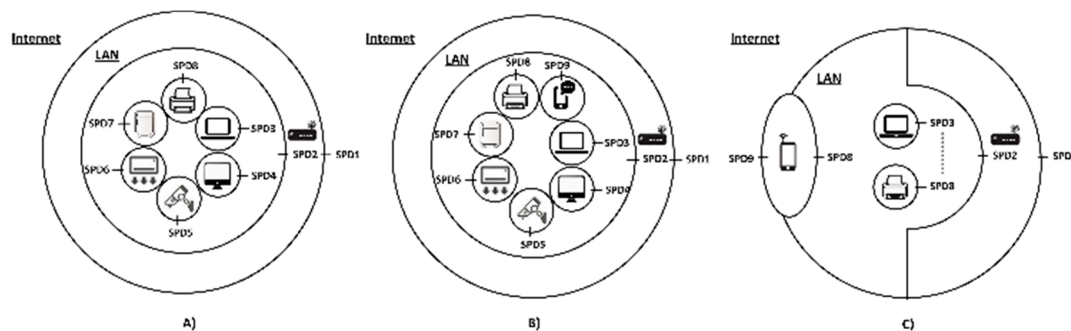 Internet
LAN
SPD8
SPD7
SPD3
SPD2
SPD1
SPD6
SPD4
SPD5
A)
Internet
LAN
SPD8
SPD9
SPD7
SPD3
SPD2
SPD1
SPD6
SPD4
SPD5
B)
Internet
LAN
SPD3
SPD9
SPD8
SPD2
SPD
SPD8
C)